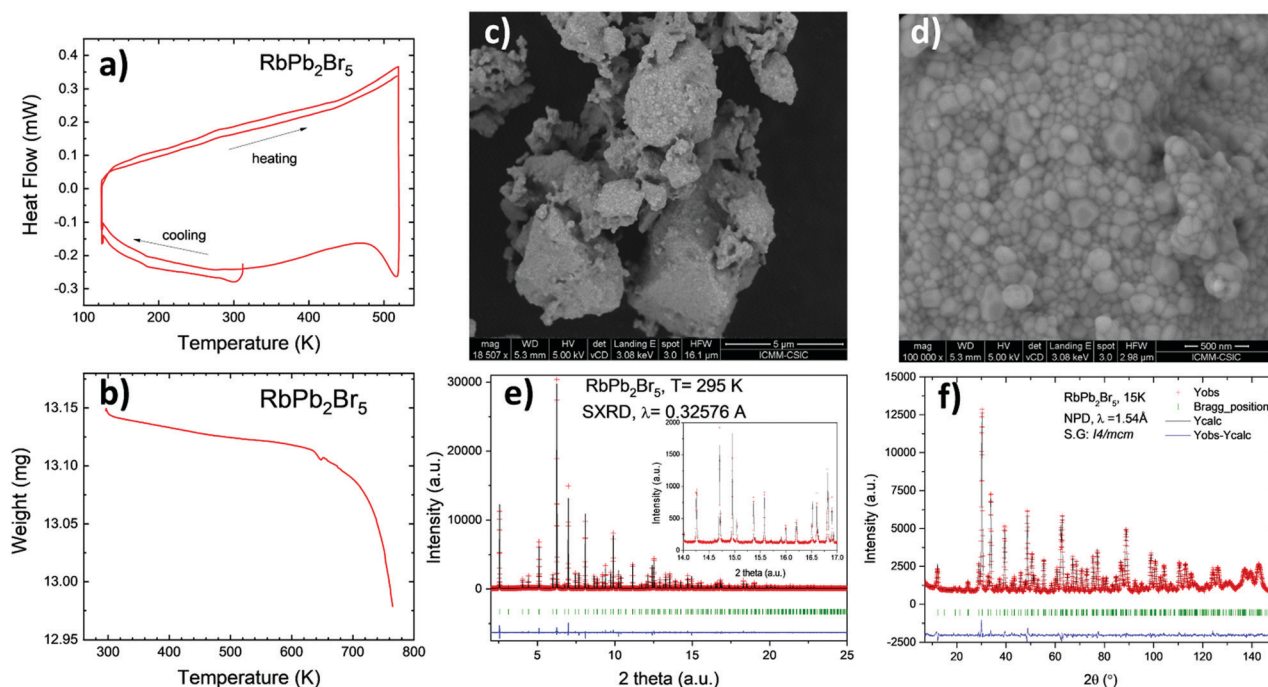 a)
RbPb₂Br₅
0.4
0.3
0.2
0.1
0.0
-0.1
-0.2
-0.3
Heat Flow (mW)
heating
cooling
100 200 300 400 500
Temperature (K)
b)
RbPb₂Br₅
13.15
13.10
13.05
13.00
12.95
Weight (mg)
300 400 500 600 700 800
Temperature (K)
c)
mag WD HV det Landing E spot HFW 5 µm
18 507 x 5.3 mm 5.00 kV vCD 3.08 keV 3.0 16.1 µm ICMM-CSIC
d)
mag WD HV det Landing E spot HFW 500 nm
100 000 x 5.3 mm 5.00 kV vCD 3.08 keV 3.0 2.98 µm ICMM-CSIC
e)
RbPb₂Br₅, T= 295 K
SXRD, λ= 0.32576 A
30000
20000
10000
0
Intensity (a.u.)
2000
1500
1000
500
0
Intensity (a.u.)
14.0 14.5 15.0 15.5 16.0 16.5 17.0
2 theta (a.u.)
5 10 15 20 25
2 theta (a.u.)
f)
RbPb₂Br₅, 15K
NPD, λ =1.54Å
S.G: I4/mcm
Yobs
Bragg_position
Ycalc
Yobs-Ycalc
15000
12500
10000
7500
5000
2500
0
-2500
Intensity (a.u.)
20 40 60 80 100 120 140
2θ (°)